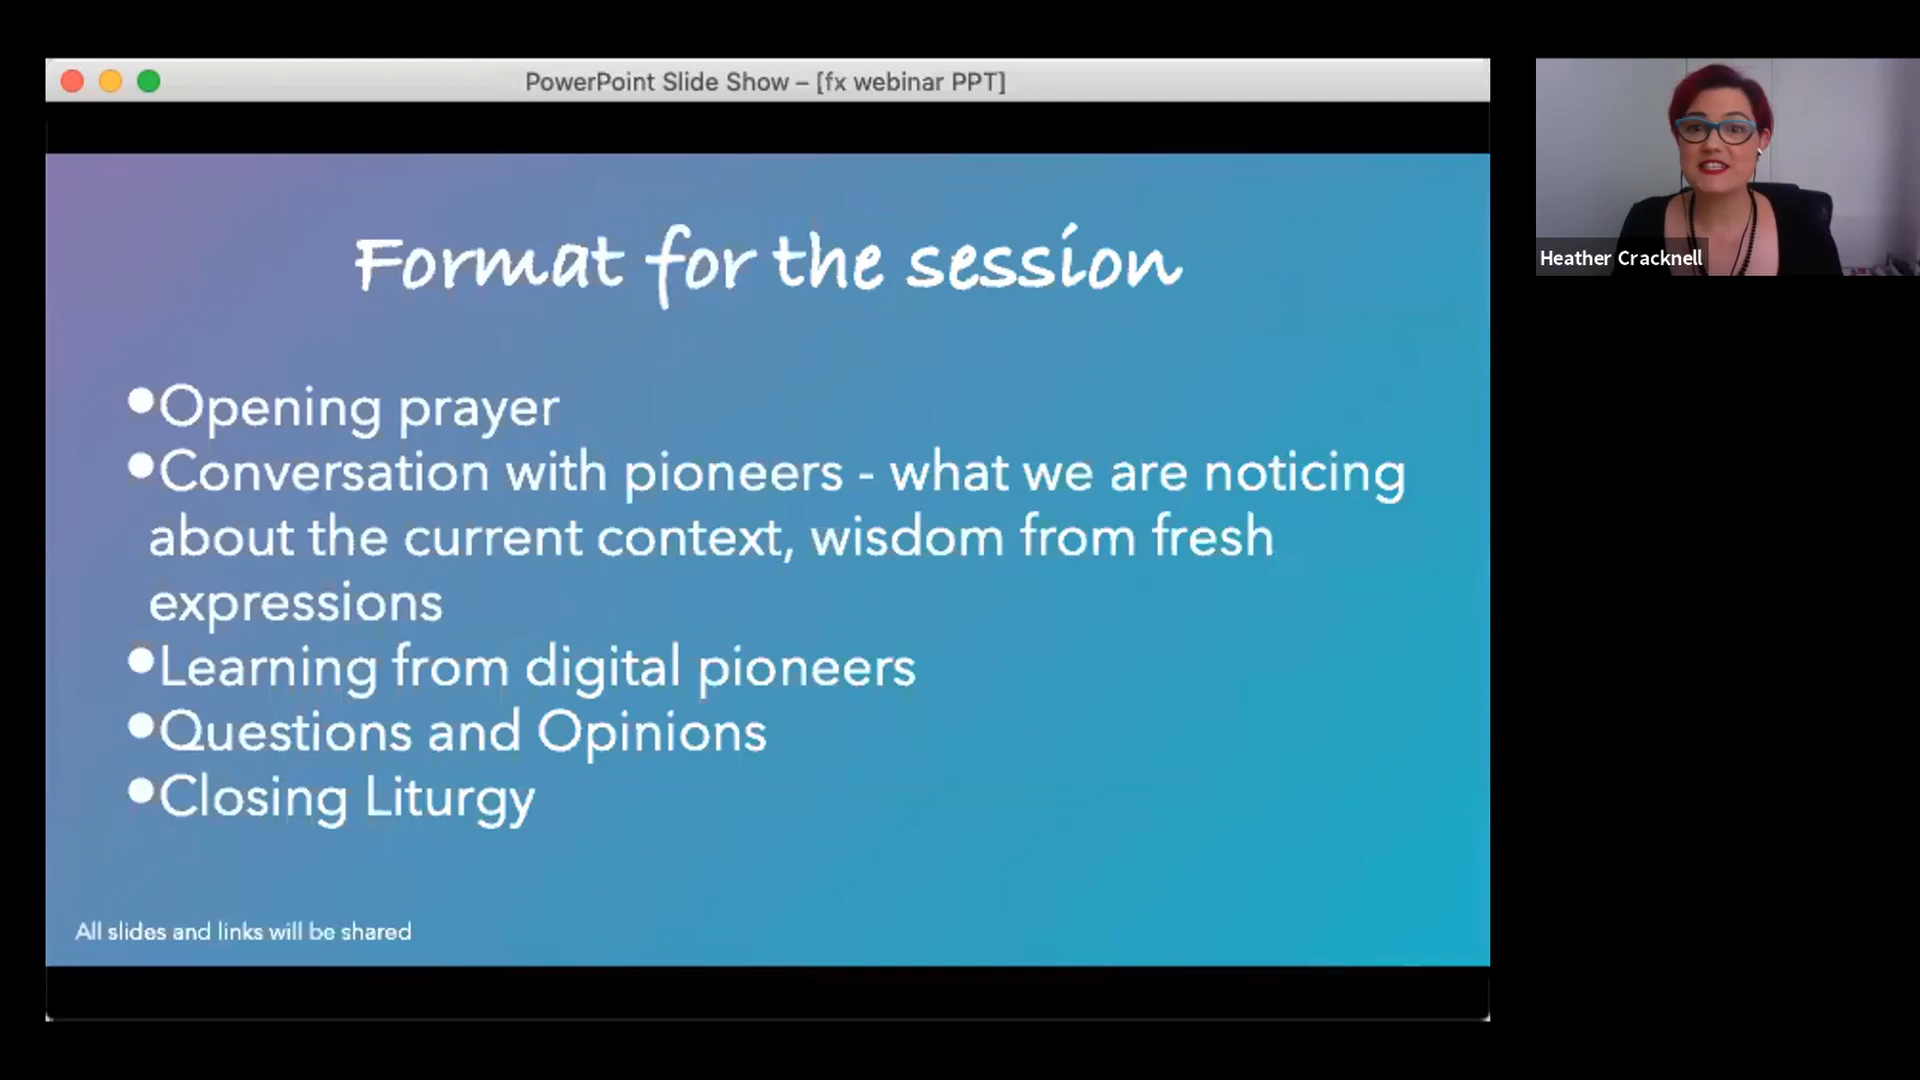 PowerPoint Slide Show – [fx webinar PPT]
Format for the session
•Opening prayer
•Conversation with pioneers - what we are noticing
about the current context, wisdom from fresh
expressions
•Learning from digital pioneers
•Questions and Opinions
•Closing Liturgy
All slides and links will be shared
Heather Cracknell